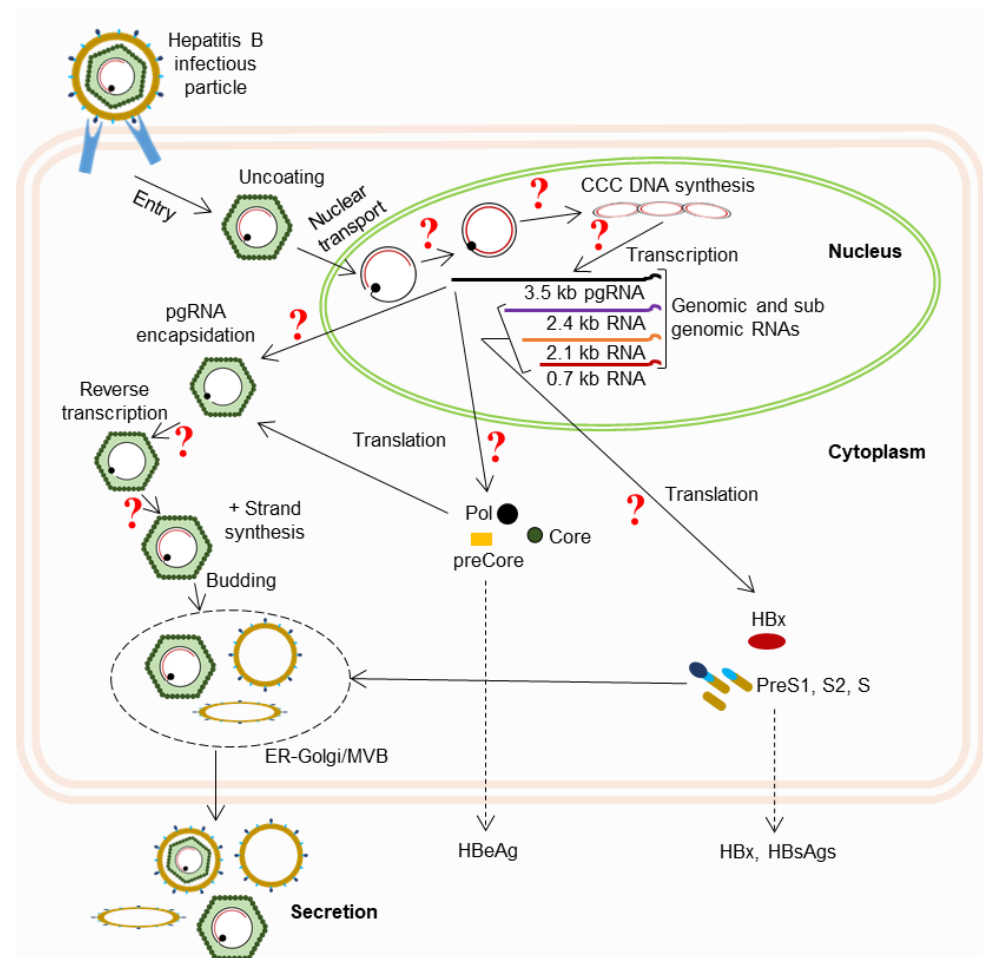 Hepatitis B
infectious
particle
Entry
Uncoating
Nuclear
transport
?
?
CCC DNA synthesis
?
Nucleus
Transcription
3.5 kb pgRNA
2.4 kb RNA
2.1 kb RNA
0.7 kb RNA
Genomic and sub
genomic RNAs
?
pgRNA
encapsidation
Reverse
transcription
?
?
+ Strand
synthesis
Budding
Translation
?
Cytoplasm
?
Translation
Pol
Core
preCore
HBx
PreS1, S2, S
ER-Golgi/MVB
HBeAg
HBx, HBsAgs
Secretion